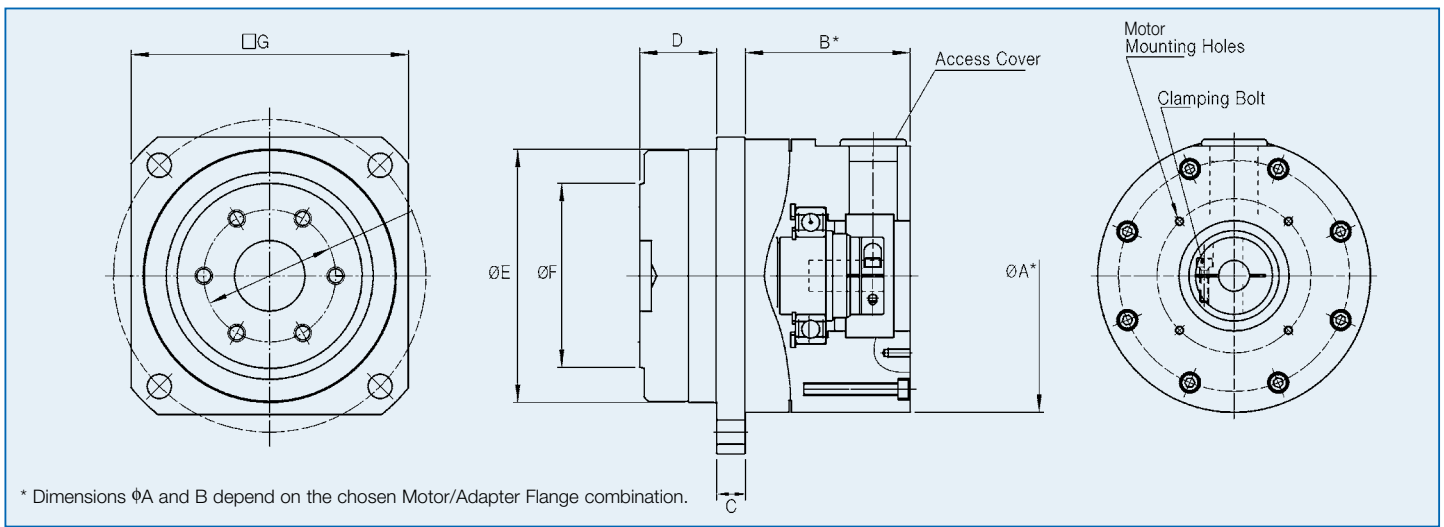 □G
D
B*
Access Cover
Motor
Mounting Holes
Clamping Bolt
ØE
ØF
ØA*
C
* Dimensions ϕA and B depend on the chosen Motor/Adapter Flange combination.